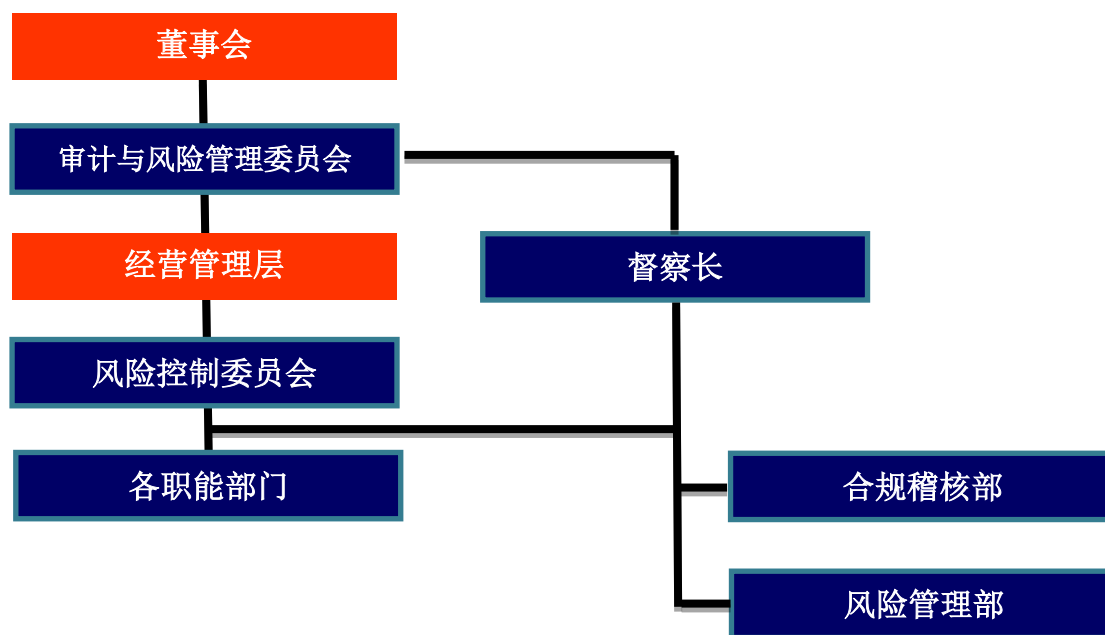 董事会
审计与风险管理委员会
经营管理层
督察长
风险控制委员会
各职能部门
合规稽核部
风险管理部